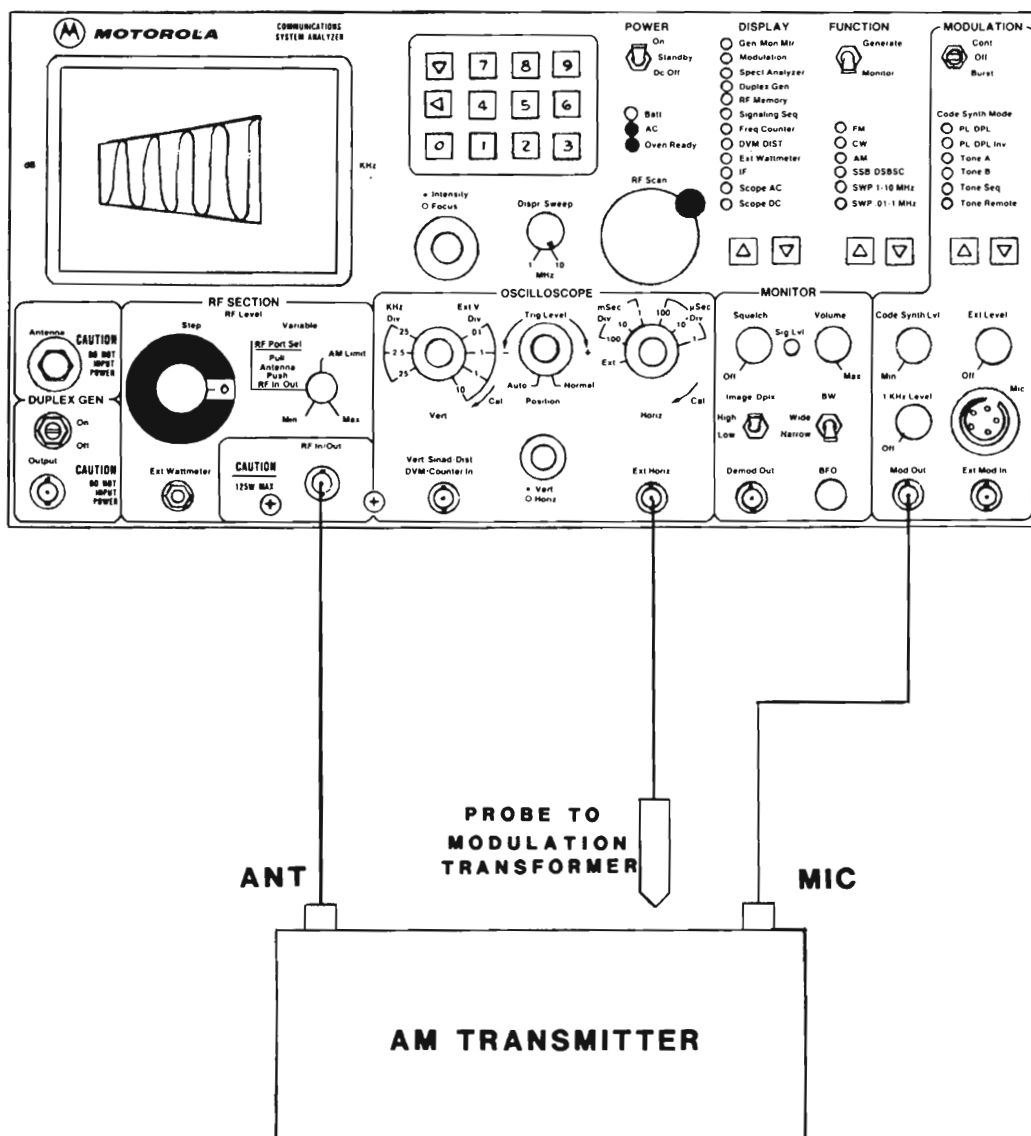 MOTOROLA
COMMUNICATIONS
SYSTEM ANALYZER
dB
KHz
7 8 9
4 5 6
0 1 2 3
Intensity
Focus
Dispr Sweep
1 10
MHz
RF Scan
POWER
On
Standby
Dc Off
Batt
AC
Oven Ready
DISPLAY
Gen Mon Mtr
Modulation
Spect Analyzer
Duplex Gen
RF Memory
Signaling Seq
Freq Counter
DVM DIST
Ext Wattmeter
IF
Scope AC
Scope DC
FUNCTION
Generate
Monitor
FM
CW
AM
SSB DSBSC
SWP 1-10 MHz
SWP .01-1 MHz
MODULATION
Cont
Off
Burst
Code Synth Mode
PL DPL
PL DPL Inv
Tone A
Tone B
Tone Seq
Tone Remote
Antenna
CAUTION
DO NOT
INPUT
POWER
DUPLEX GEN
On
Off
Output
CAUTION
DO NOT
INPUT
POWER
RF SECTION
RF Level
Step
Variable
RF Port Sel
Pull
Antenna
Push
RF In Out
AM Limit
Min
Max
Ext Wattmeter
CAUTION
125W MAX
RF In/Out
OSCILLOSCOPE
KHz
Div
Ext V
Div
.25
2.5
25
.01
.1
1
10
Cal
Vert
Trig Level
- +
Auto
Normal
Position
Vert
Horiz
mSec
Div
µSec
Div
1
10
100
Ext
100
10
1
Cal
Horiz
Vert Sinad-Dist
DVM-Counter In
Ext Horiz
MONITOR
Squelch
Off
Sig Lvl
Volume
Max
Image Dplx
High
Low
BW
Wide
Narrow
Demod Out
BFO
Code Synth Lvl
Min
Ext Level
Off
1 KHz Level
Off
Mic
Mod Out
Ext Mod In
PROBE TO
MODULATION
TRANSFORMER
ANT
MIC
AM TRANSMITTER